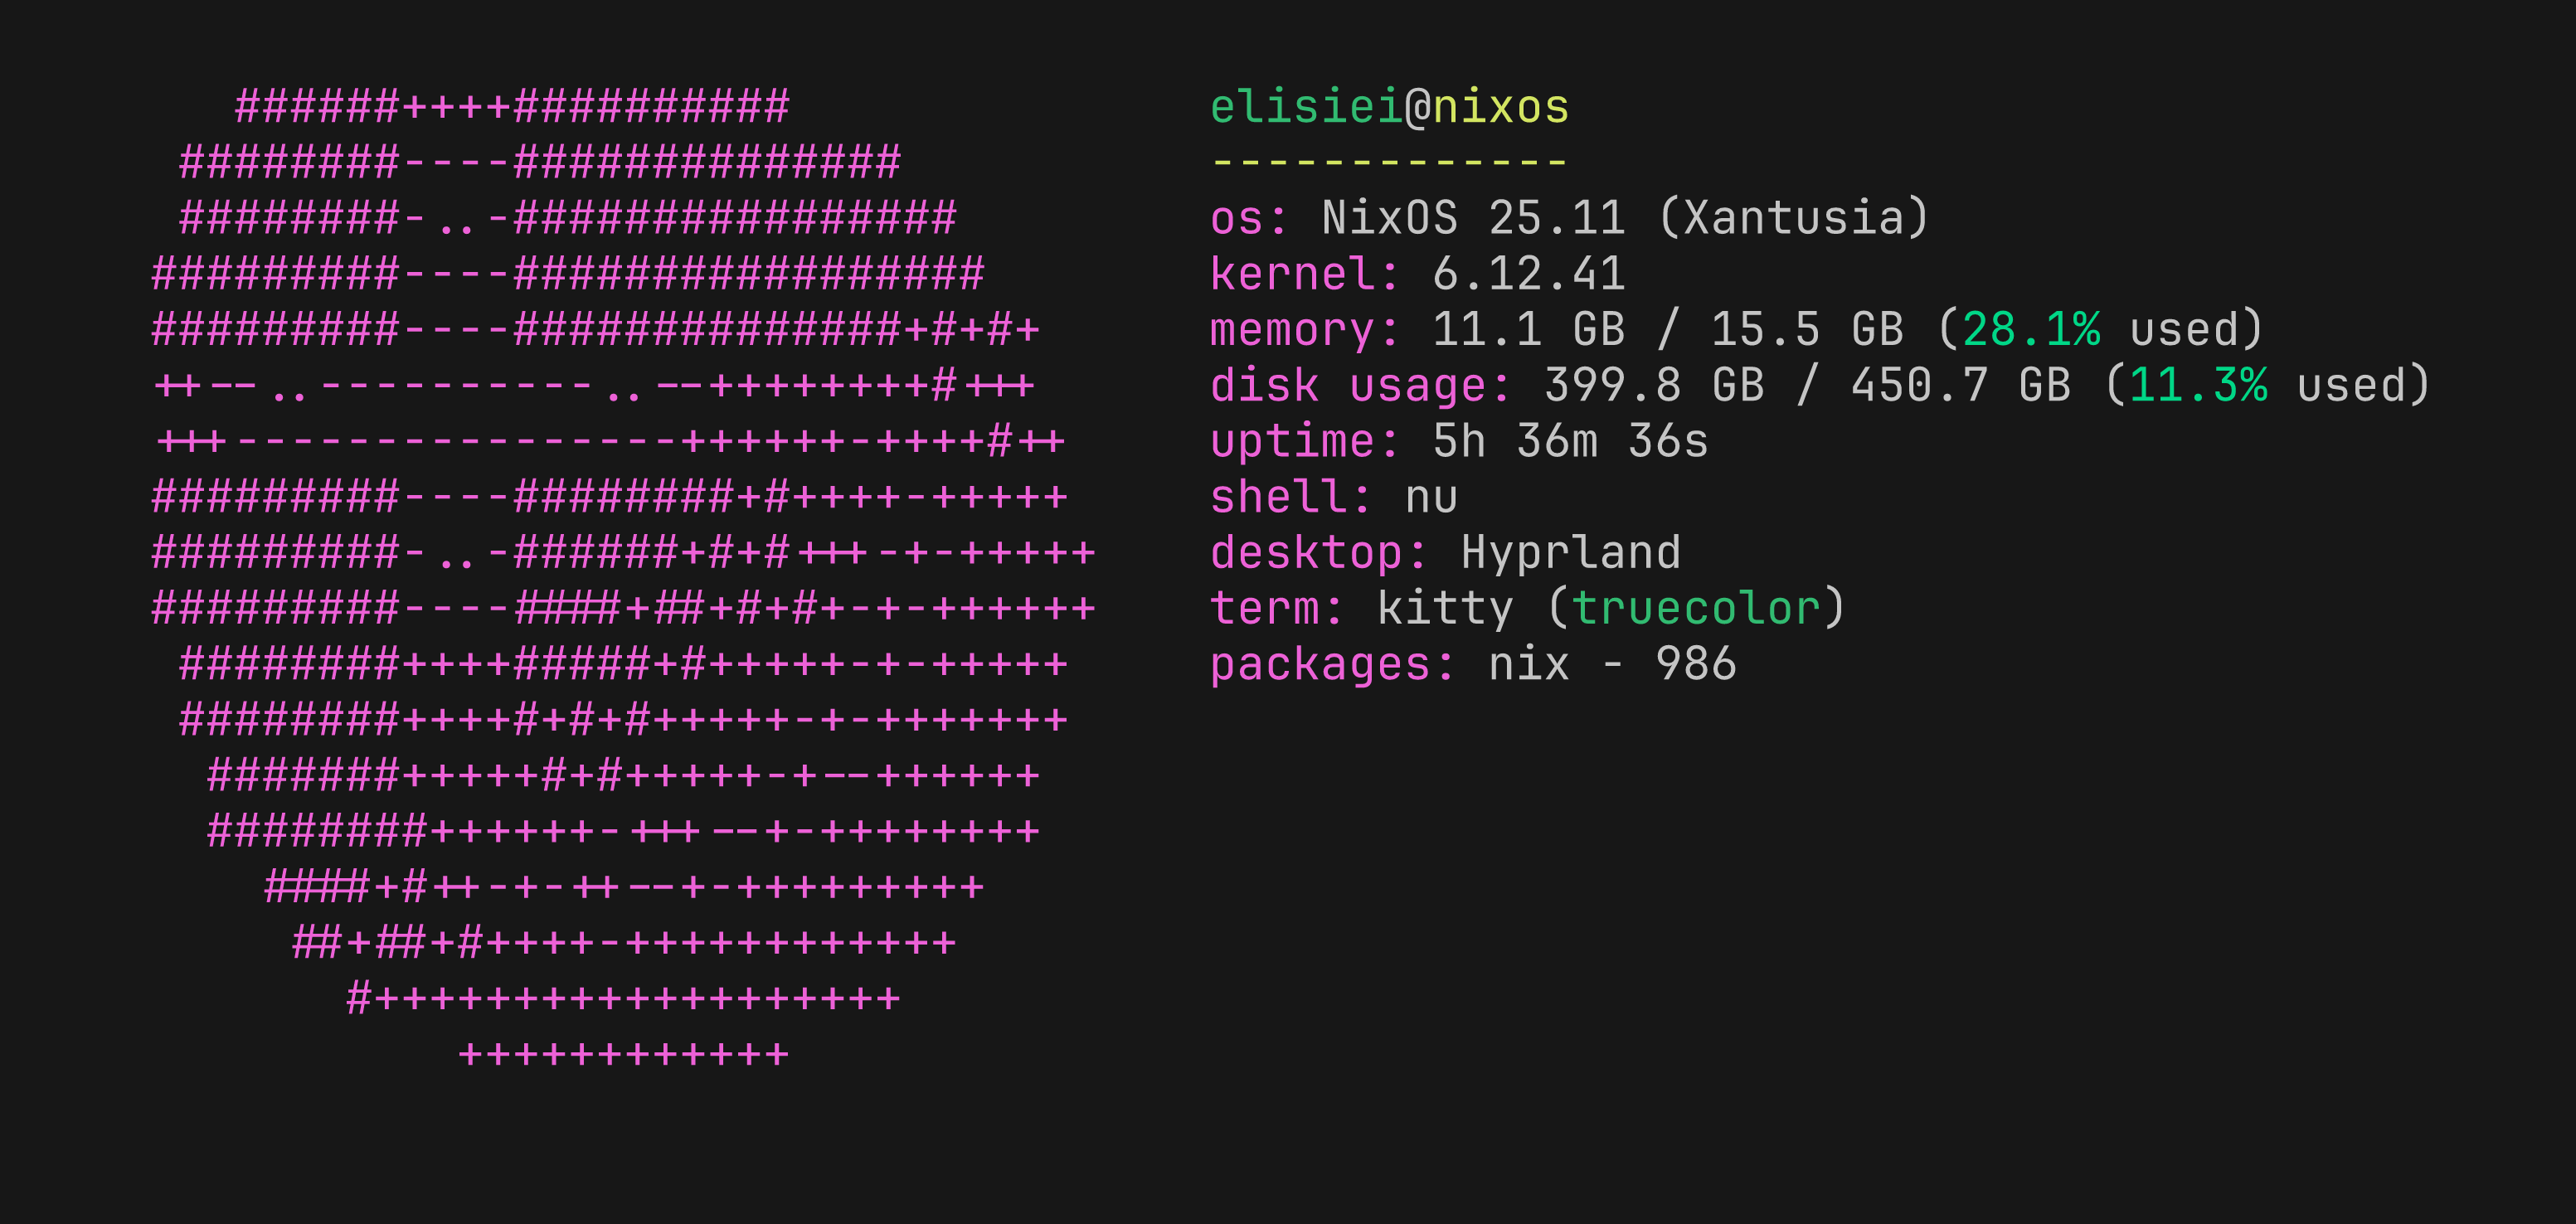 elisiei@nixos
-------------
os: NixOS 25.11 (Xantusia)
kernel: 6.12.41
memory: 11.1 GB / 15.5 GB (28.1% used)
disk usage: 399.8 GB / 450.7 GB (11.3% used)
uptime: 5h 36m 36s
shell: nu
desktop: Hyprland
term: kitty (truecolor)
packages: nix - 986